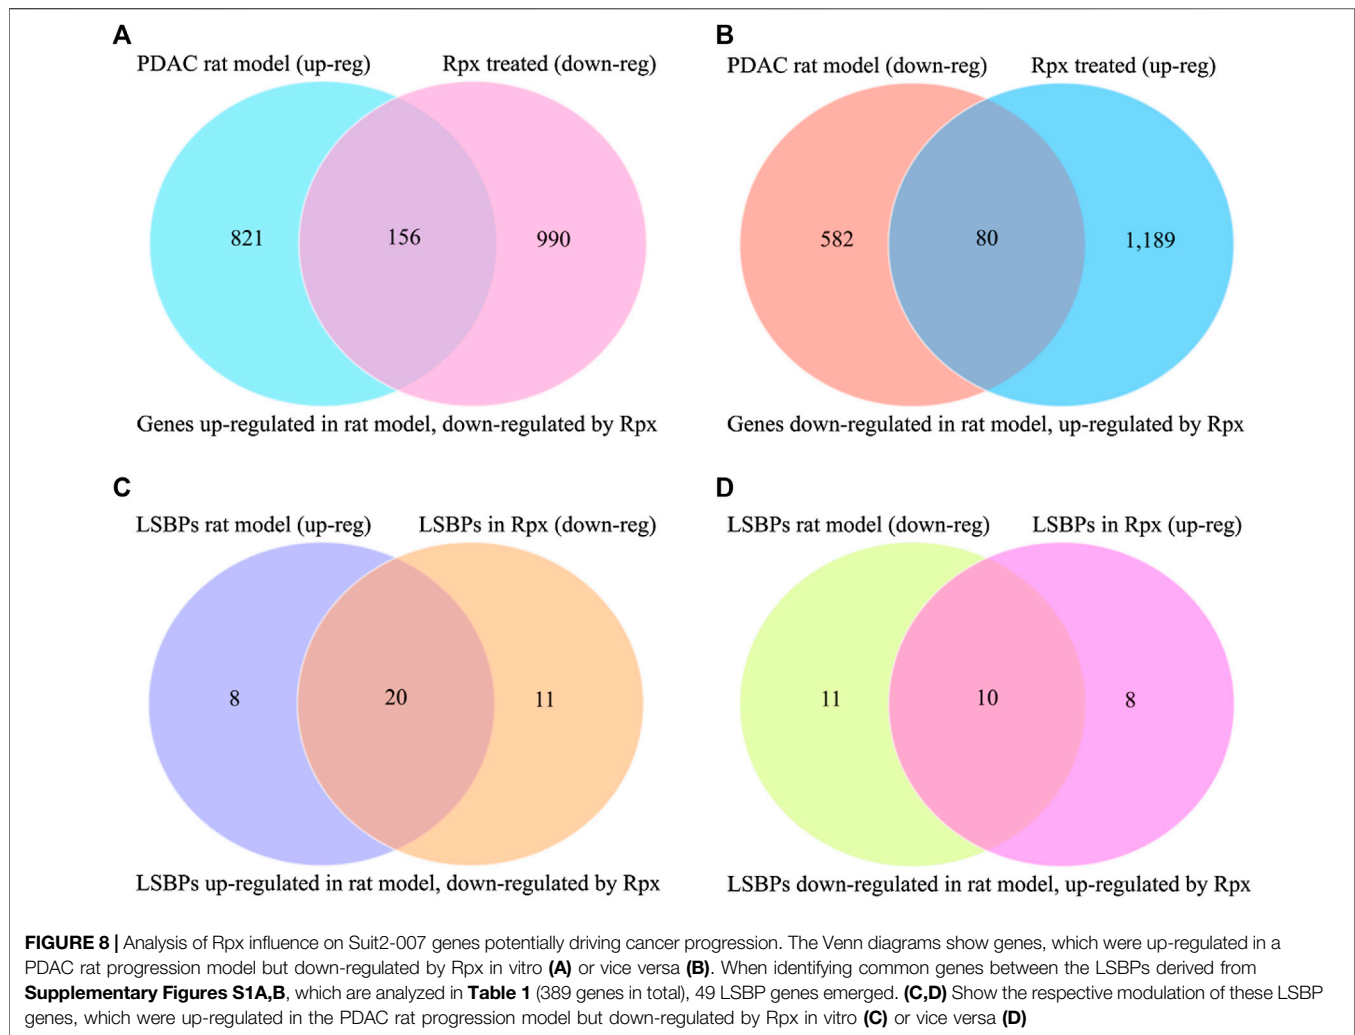 A
PDAC rat model (up-reg)
Rpx treated (down-reg)
821
156
990
Genes up-regulated in rat model, down-regulated by Rpx
B
PDAC rat model (down-reg)
Rpx treated (up-reg)
582
80
1,189
Genes down-regulated in rat model, up-regulated by Rpx
C
LSBPs rat model (up-reg)
LSBPs in Rpx (down-reg)
8
20
11
LSBPs up-regulated in rat model, down-regulated by Rpx
D
LSBPs rat model (down-reg)
LSBPs in Rpx (up-reg)
11
10
8
LSBPs down-regulated in rat model, up-regulated by Rpx
FIGURE 8 | Analysis of Rpx influence on Suit2-007 genes potentially driving cancer progression. The Venn diagrams show genes, which were up-regulated in a
PDAC rat progression model but down-regulated by Rpx in vitro (A) or vice versa (B). When identifying common genes between the LSBPs derived from
Supplementary Figures S1A,B, which are analyzed in Table 1 (389 genes in total), 49 LSBP genes emerged. (C,D) Show the respective modulation of these LSBP
genes, which were up-regulated in the PDAC rat progression model but down-regulated by Rpx in vitro (C) or vice versa (D)